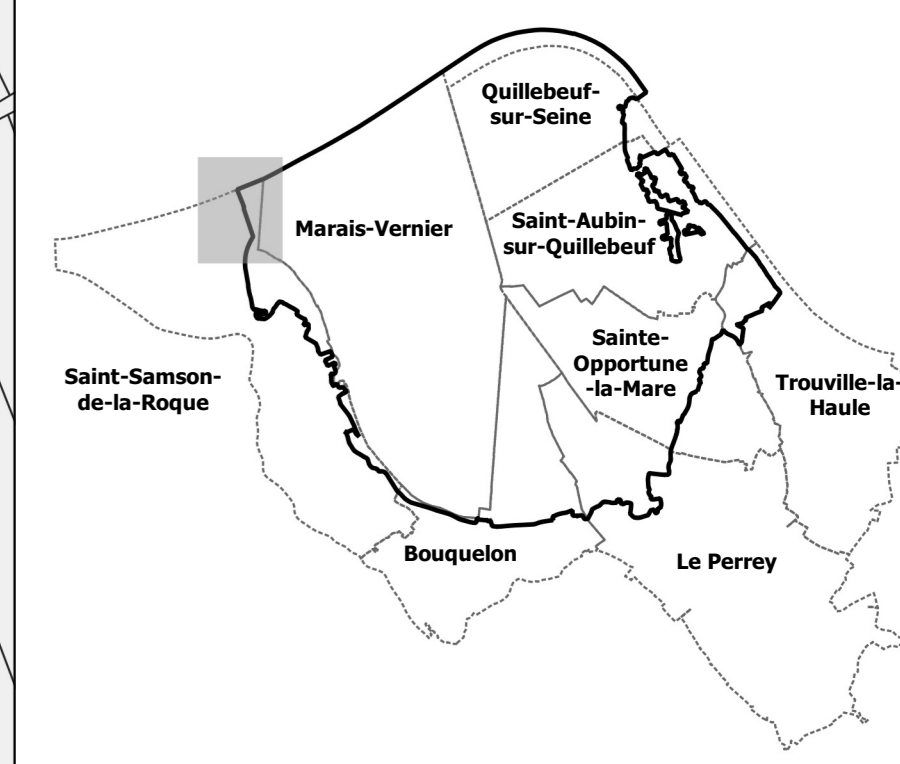 Quillebeuf-
sur-Seine
Marais-Vernier
Saint-Aubin-
sur-Quillebeuf
Sainte-
Opportune
-la-Mare
Saint-Samson-
de-la-Roque
Trouville-la-
Haule
Bouquelon
Le Perrey